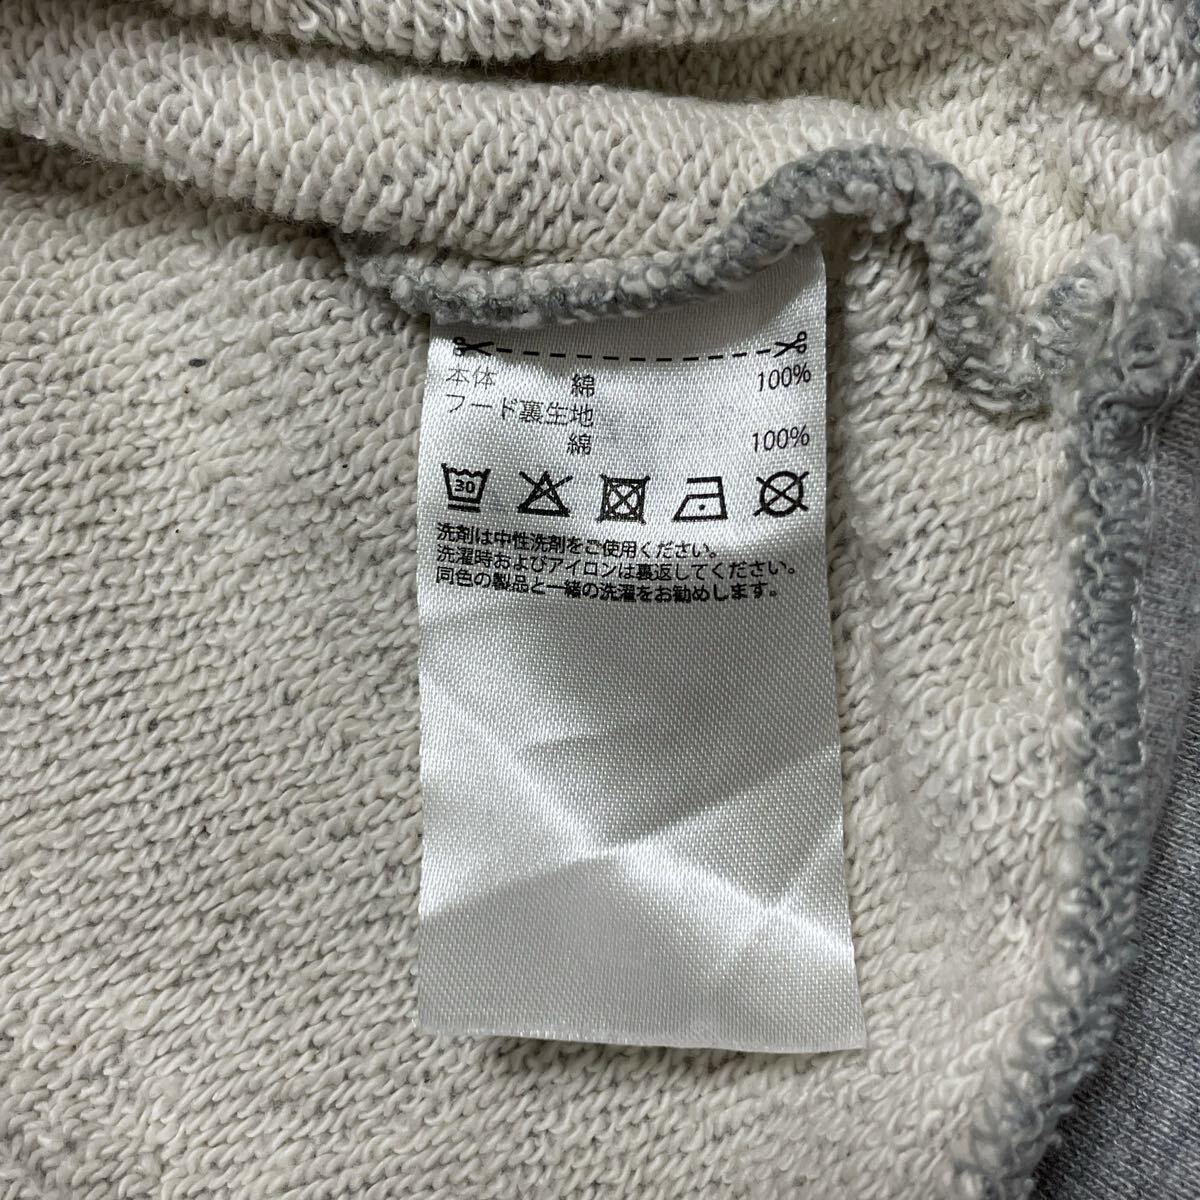 本体 綿 100%
フード裏生地
綿 100%
30
洗剤は中性洗剤をご使用ください。
洗濯時およびアイロンは裏返してください。
同色の製品と一緒の洗濯をお勧めします。